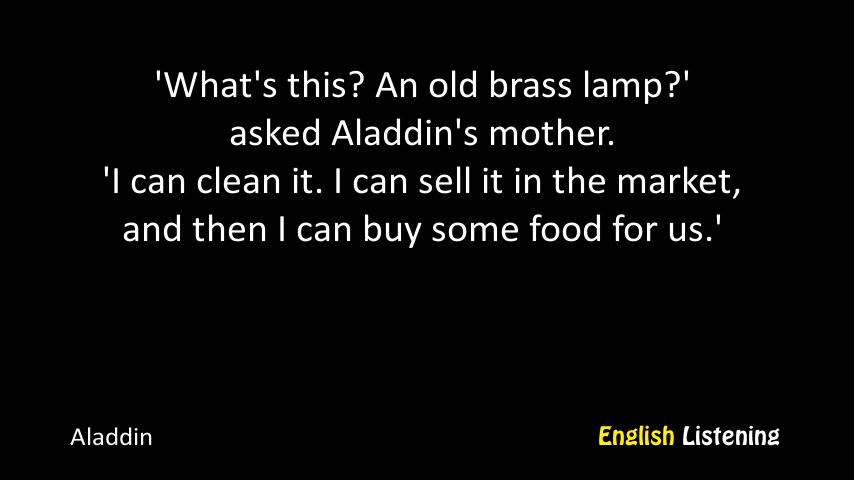 'What's this? An old brass lamp?'
asked Aladdin's mother.
'I can clean it. I can sell it in the market,
and then I can buy some food for us.'
Aladdin
English Listening